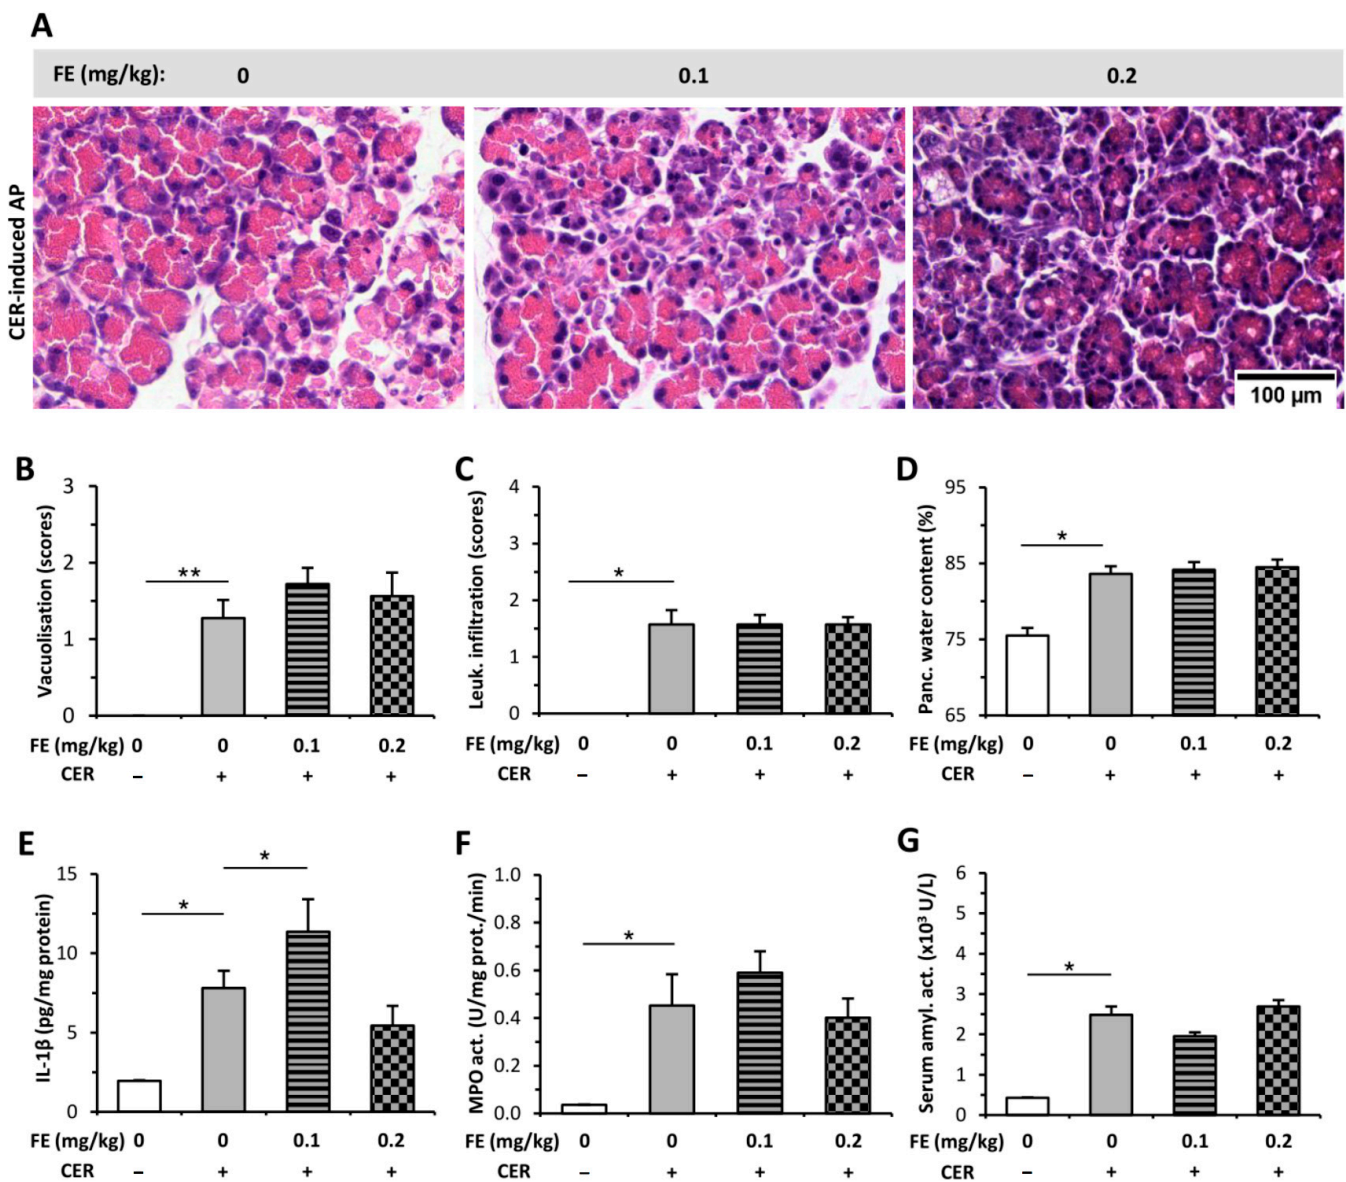 A
FE (mg/kg): 0 0.1 0.2
CER-induced AP
100 µm
B
Vacuolisation (scores)
3
2
1
0
**
FE (mg/kg) 0 0 0.1 0.2
CER – + + +
C
Leuk. infiltration (scores)
4
3
2
1
0
*
FE (mg/kg) 0 0 0.1 0.2
CER – + + +
D
Panc. water content (%)
95
85
75
65
*
FE (mg/kg) 0 0 0.1 0.2
CER – + + +
E
IL-1β (pg/mg protein)
15
10
5
0
*
*
FE (mg/kg) 0 0 0.1 0.2
CER – + + +
F
MPO act. (U/mg prot./min)
1.0
0.8
0.6
0.4
0.2
0.0
*
FE (mg/kg) 0 0 0.1 0.2
CER – + + +
G
Serum amyl. act. (x10³ U/L)
6
5
4
3
2
1
0
*
FE (mg/kg) 0 0 0.1 0.2
CER – + + +